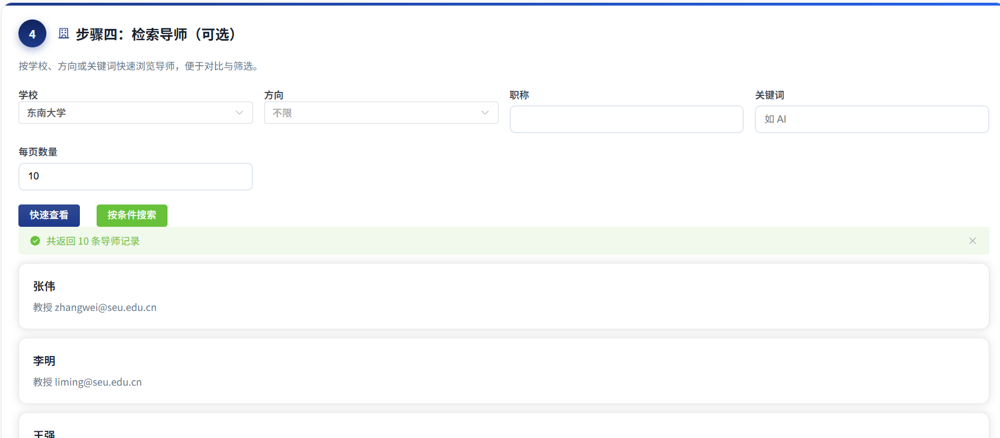 4
步骤四：检索导师（可选）
按学校、方向或关键词快速浏览导师，便于对比与筛选。
学校 方向 职称 关键词
东南大学 不限 如 AI
每页数量
10
快速查看 按条件搜索
共返回 10 条导师记录
张伟
教授 zhangwei@seu.edu.cn
李明
教授 liming@seu.edu.cn
王强